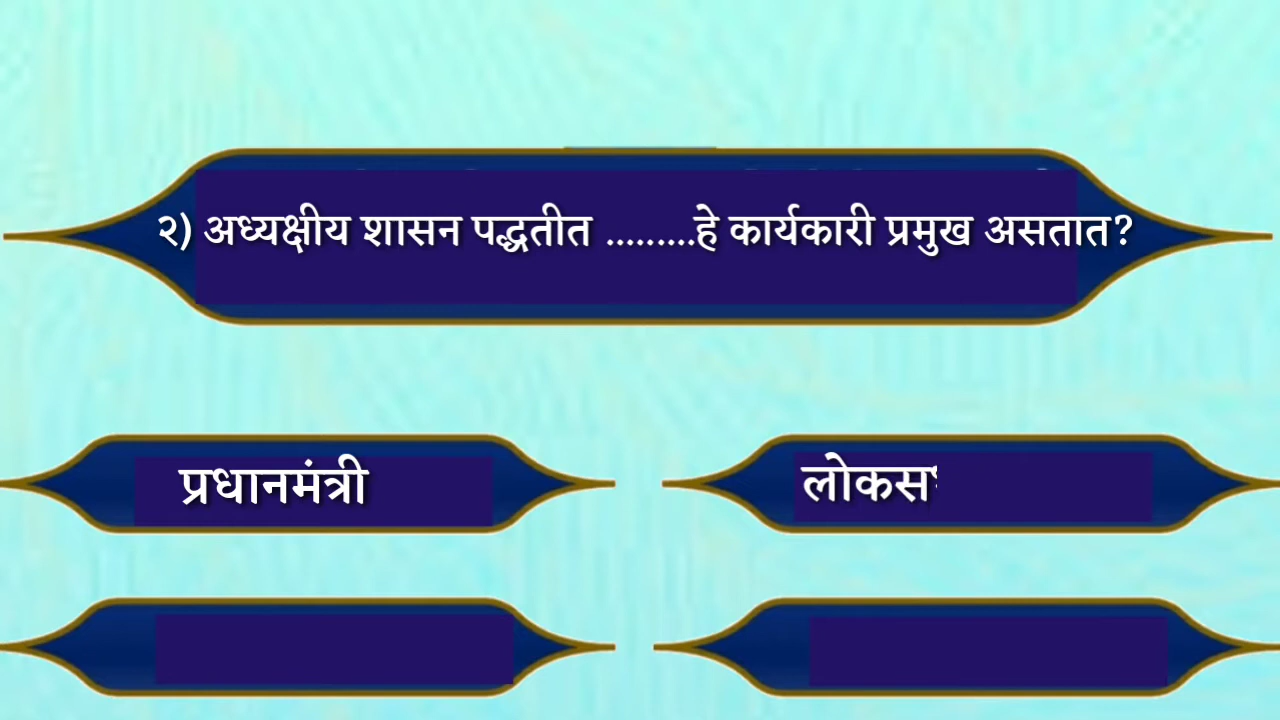 २) अध्यक्षीय शासन पद्धतीत .........हे कार्यकारी प्रमुख असतात?
प्रधानमंत्री